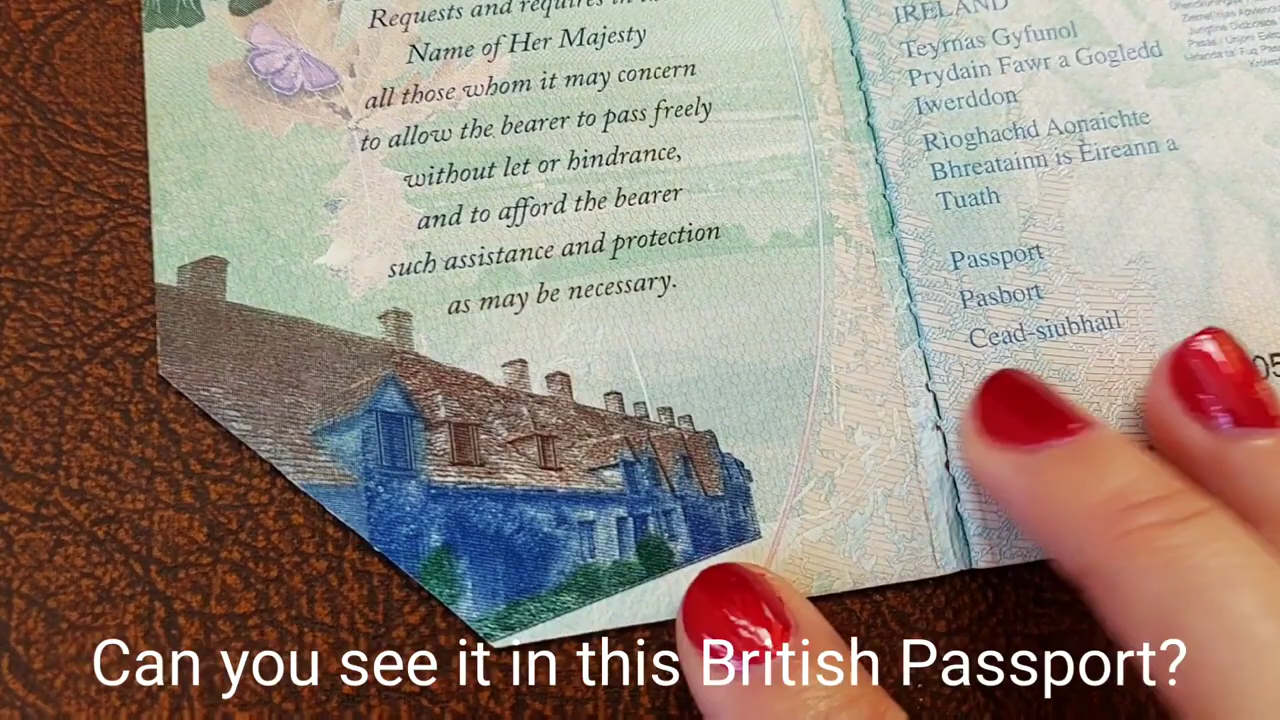 Requests and requires in
Name of Her Majesty
all those whom it may concern
to allow the bearer to pass freely
without let or hindrance,
and to afford the bearer
such assistance and protection
as may be necessary.
IRELAND
Teyrnas Gyfunol
Prydain Fawr a Gogledd
Iwerddon
Rìoghachd Aonaichte
Bhreatainn is Èireann a
Tuath
Passport
Pasbort
Cead-siubhail
05
Can you see it in this British Passport?